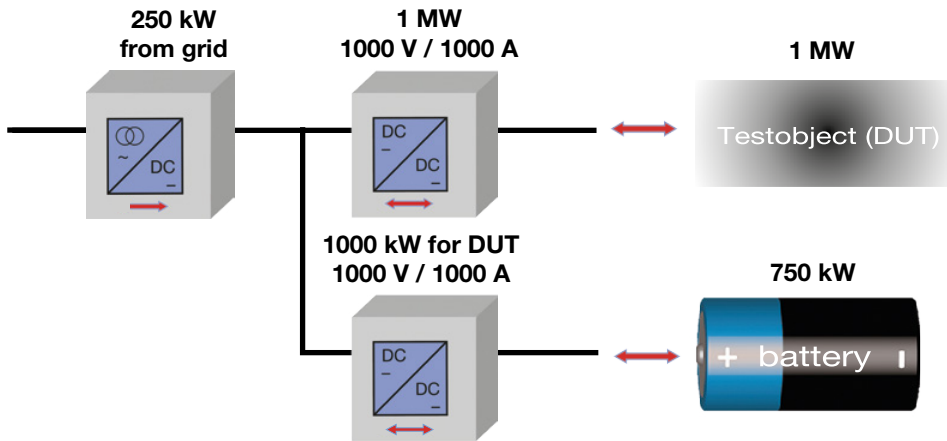 250 kW
from grid
1 MW
1000 V / 1000 A
1 MW
~
DC
–
DC
–
DC
–
Testobject (DUT)
1000 kW for DUT
1000 V / 1000 A
750 kW
DC
–
DC
–
+ battery -